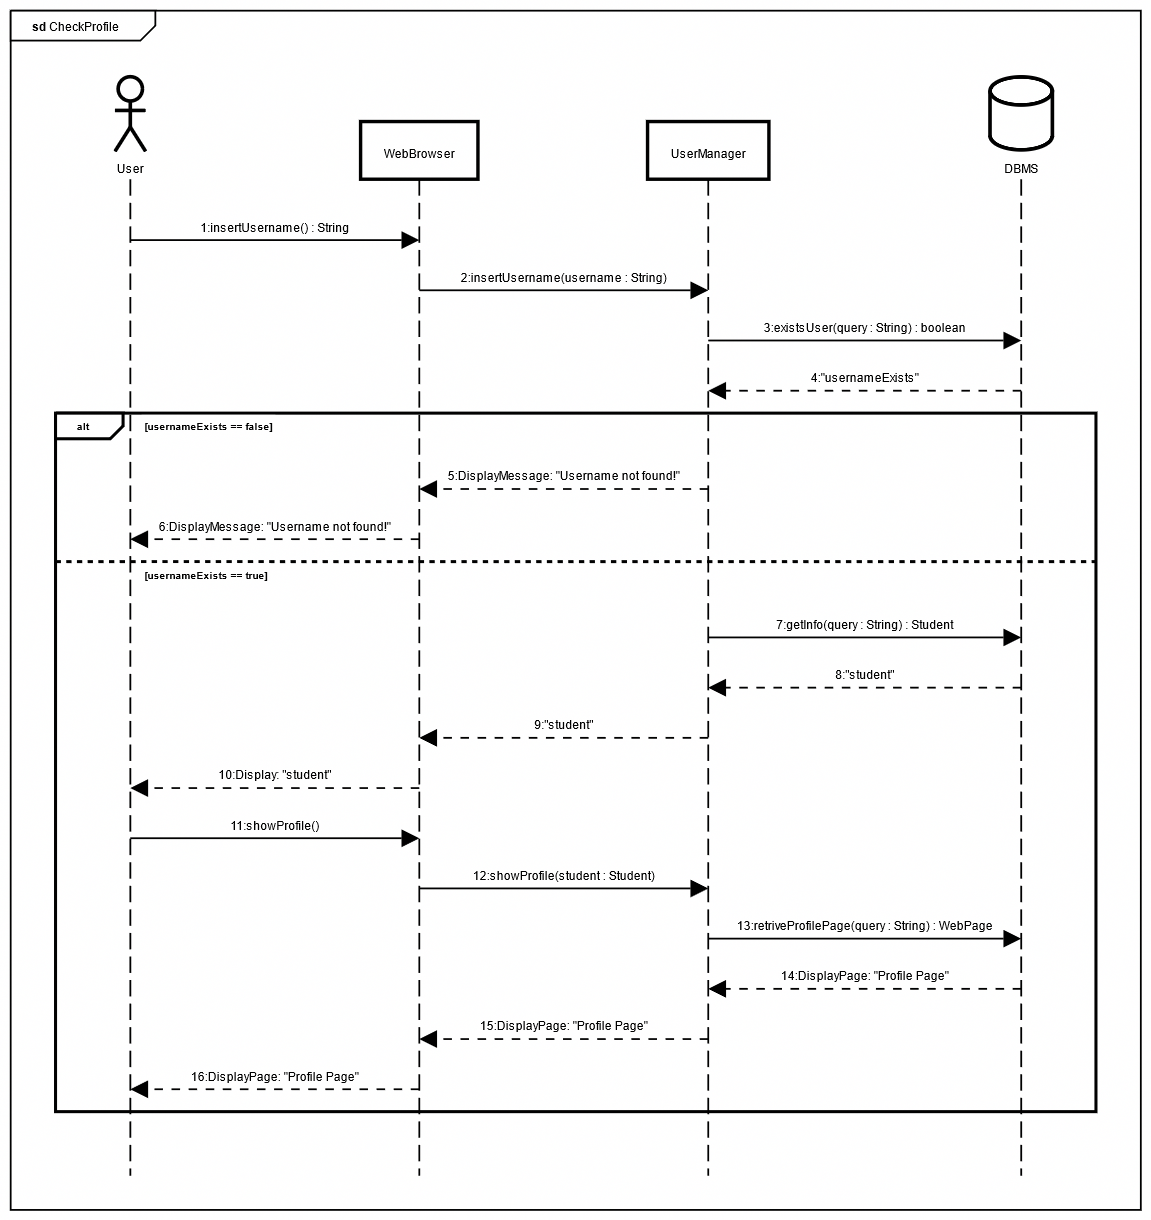 sd CheckProfile
User
WebBrowser
UserManager
DBMS
1:insertUsername() : String
2:insertUsername(username : String)
3:existsUser(query : String) : boolean
4:"usernameExists"
alt
[usernameExists == false]
5:DisplayMessage: "Username not found!"
6:DisplayMessage: "Username not found!"
[usernameExists == true]
7:getInfo(query : String) : Student
8:"student"
9:"student"
10:Display: "student"
11:showProfile()
12:showProfile(student : Student)
13:retriveProfilePage(query : String) : WebPage
14:DisplayPage: "Profile Page"
15:DisplayPage: "Profile Page"
16:DisplayPage: "Profile Page"